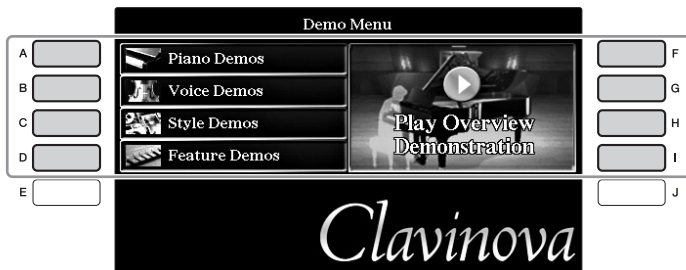 Demo Menu
A Piano Demos F
B Voice Demos G
C Style Demos Play Overview H
D Feature Demos Demonstration I
E J
Clavinova